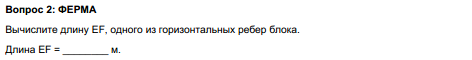 Вопрос 2: ФЕРМА
Вычислите длину EF, одного из горизонтальных ребер блока.
Длина EF = ________ м.